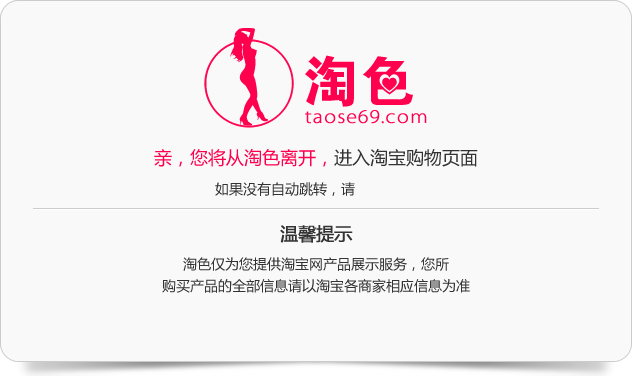 淘色
taose69.com
亲，您将从淘色离开，进入淘宝购物页面
如果没有自动跳转，请
温馨提示
淘色仅为您提供淘宝网产品展示服务，您所
购买产品的全部信息请以淘宝各商家相应信息为准